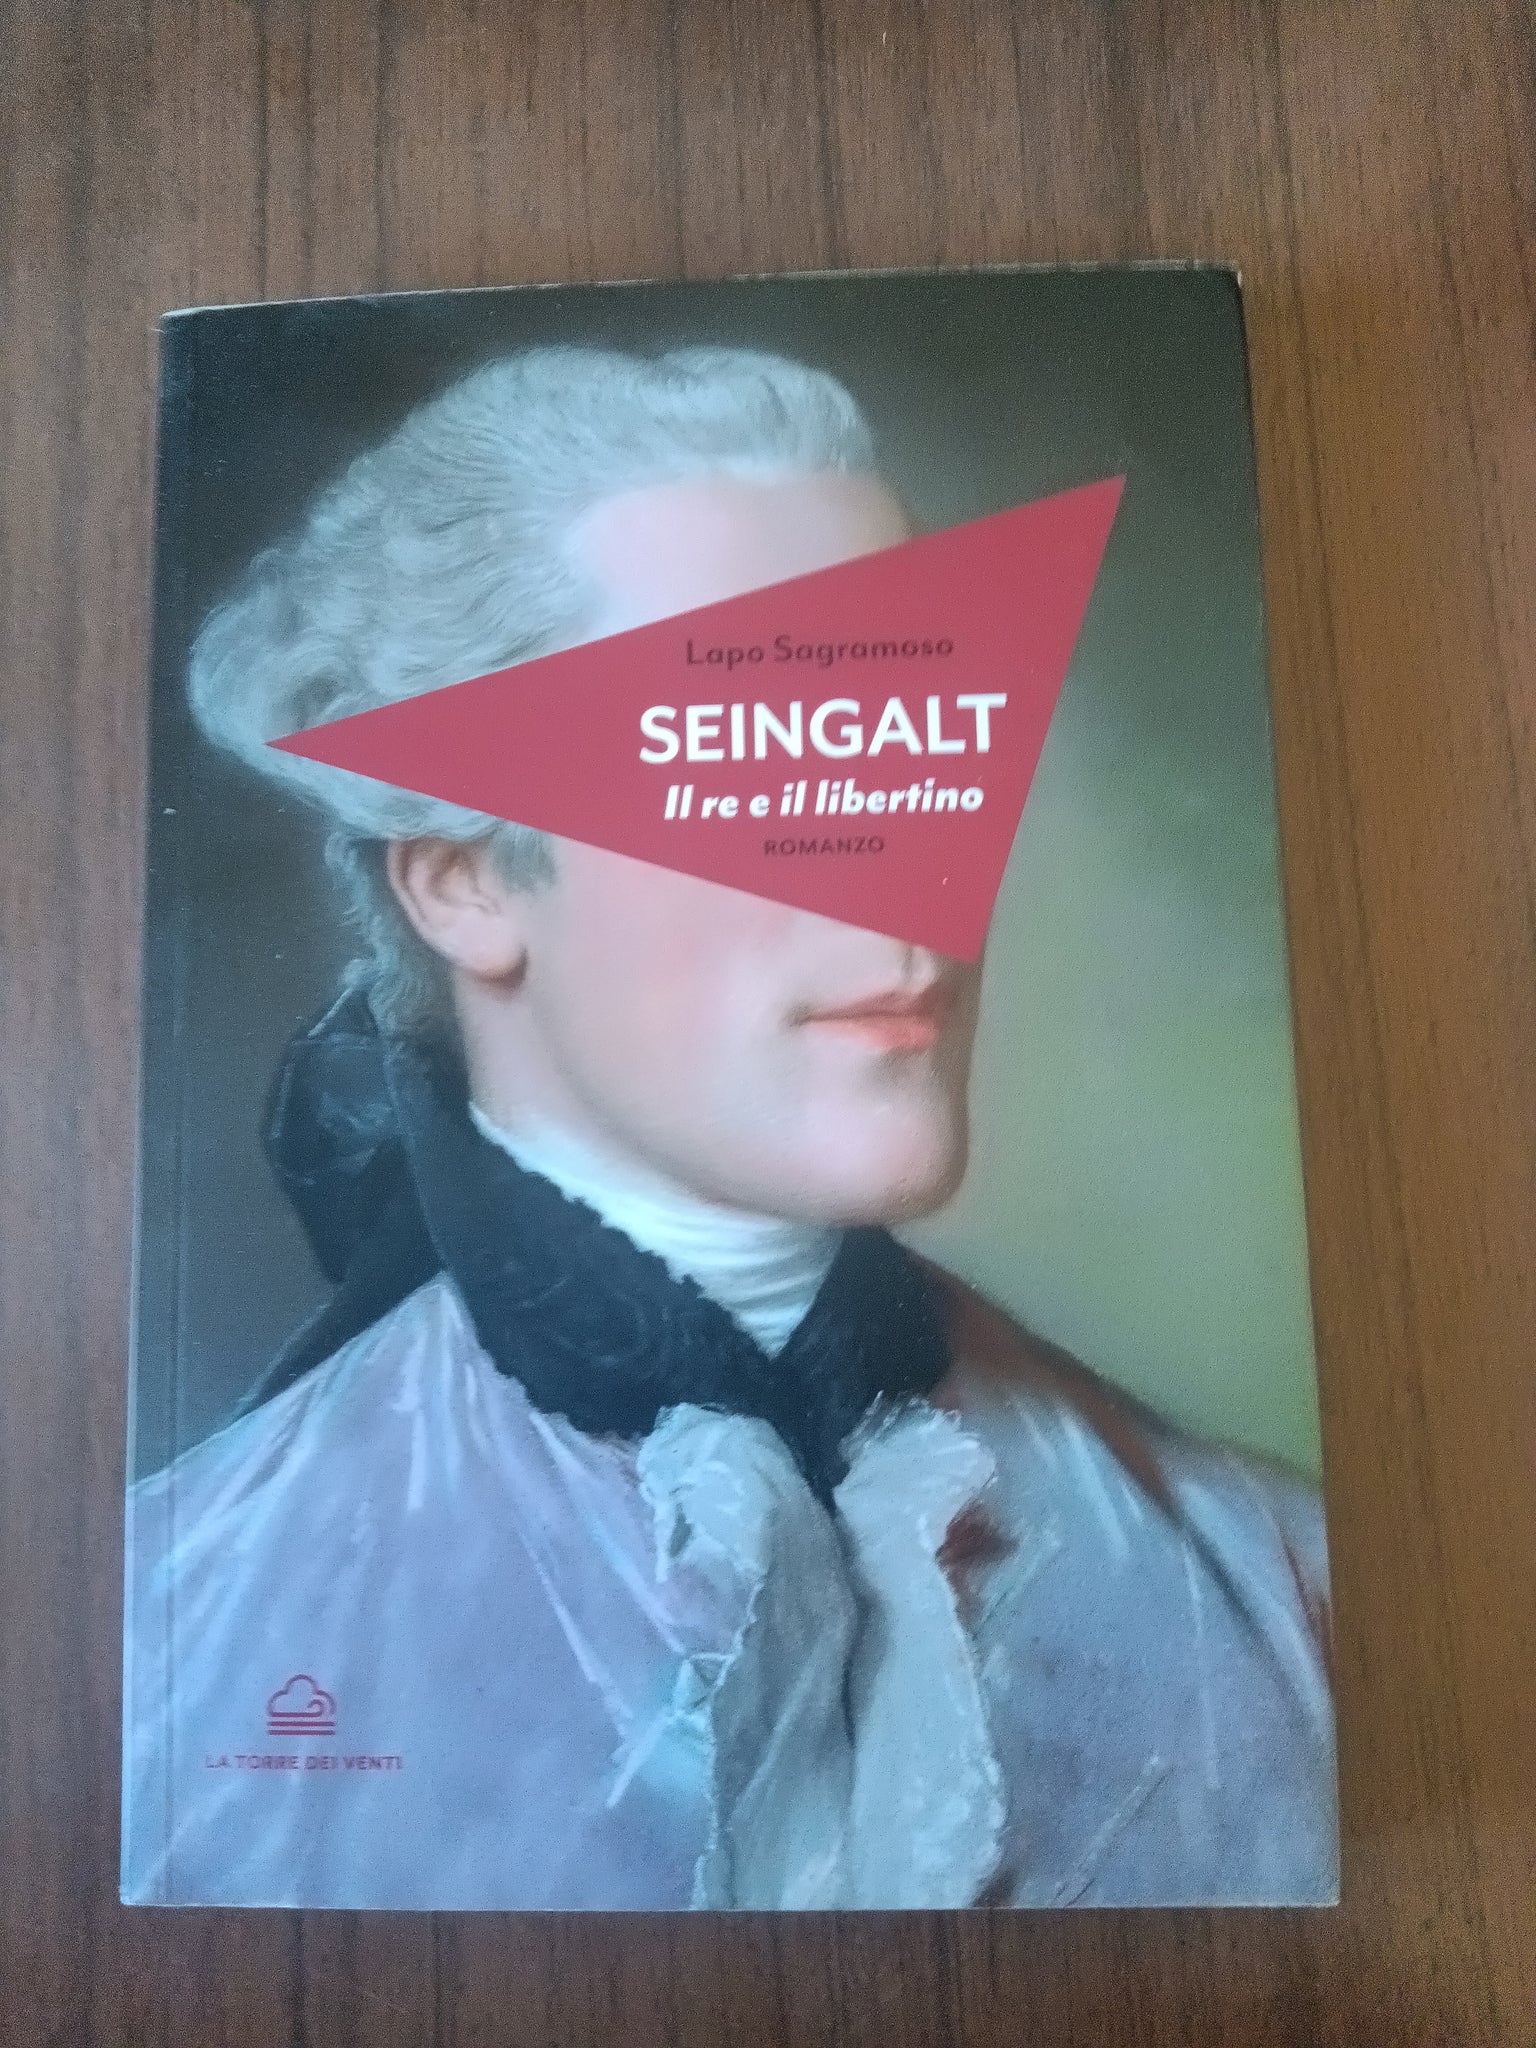 Lapo Sagramoso
SEINGALT
Il re e il libertino
ROMANZO
LA TORRE DEI VENTI